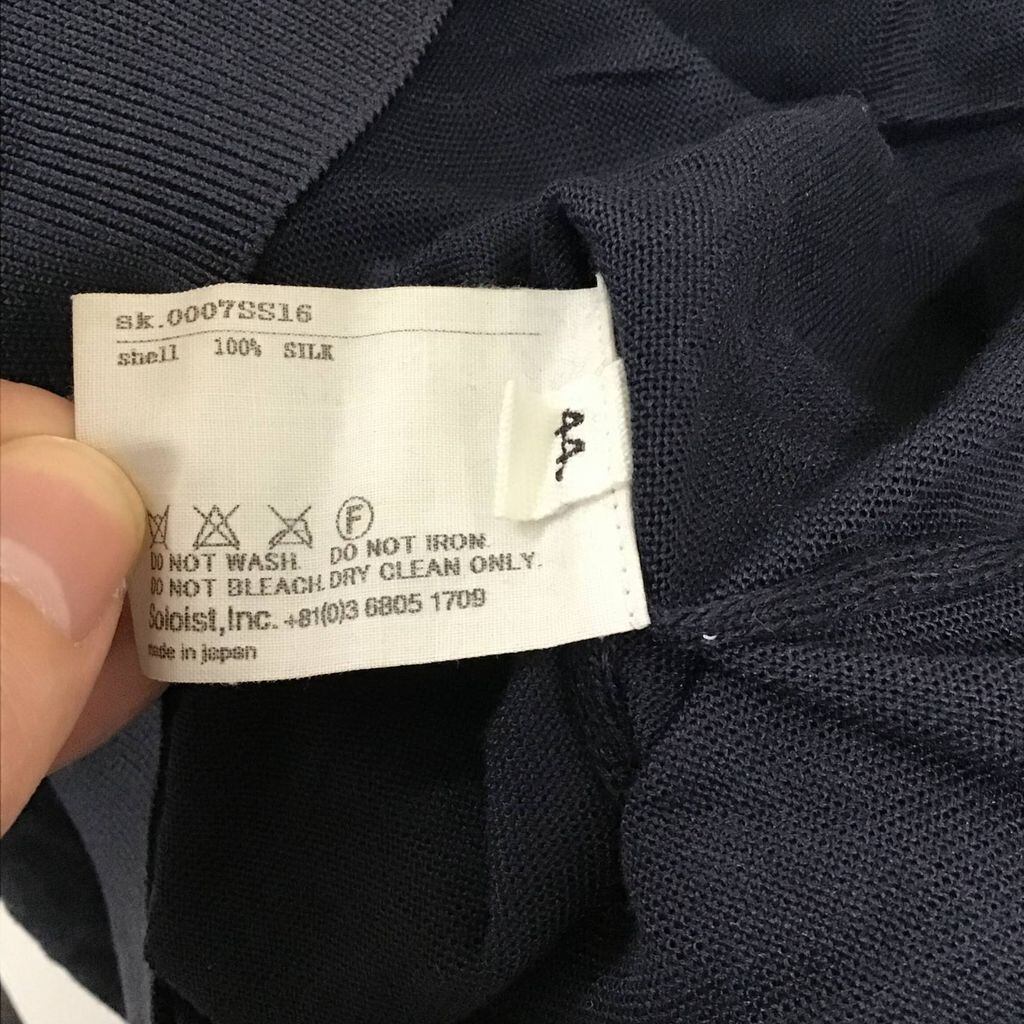 sk.0007SS16
shell 100% SILK
44.
F
DO NOT WASH. DO NOT IRON.
DO NOT BLEACH. DRY CLEAN ONLY.
Soloist,Inc. +81(0)3 6805 1709
made in japan